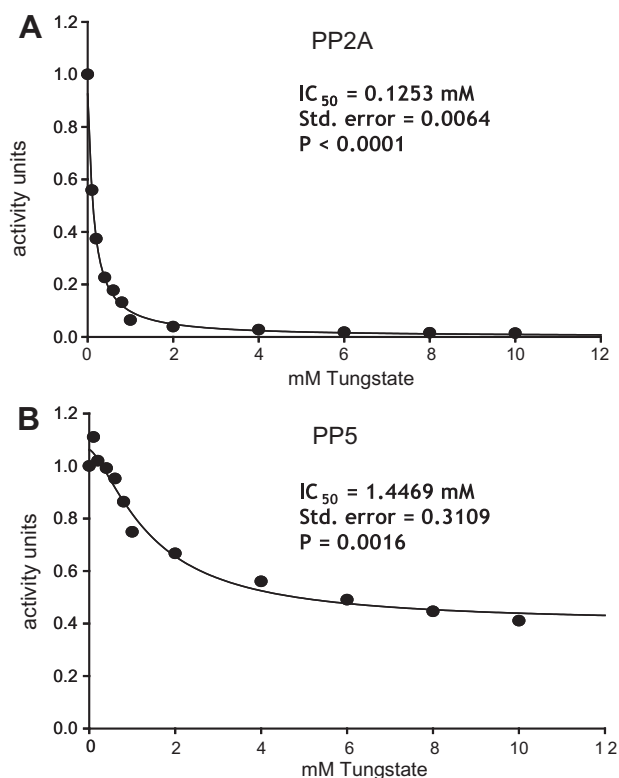 A
PP2A
IC50 = 0.1253 mM
Std. error = 0.0064
P < 0.0001
activity units
1.2
1.0
0.8
0.6
0.4
0.2
0.0
0 2 4 6 8 10 12
mM Tungstate
B
PP5
IC50 = 1.4469 mM
Std. error = 0.3109
P = 0.0016
activity units
1.2
1.0
0.8
0.6
0.4
0.2
0.0
0 2 4 6 8 10 12
mM Tungstate